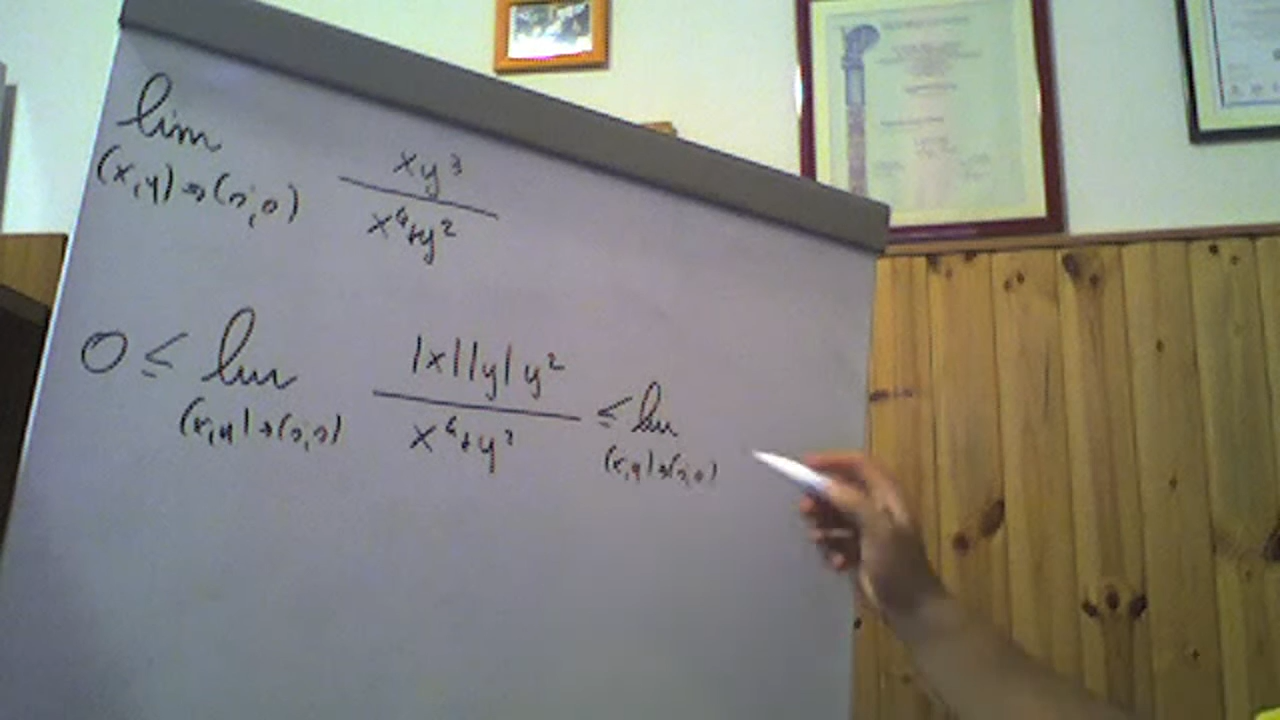 lim xy³
(x,y)→(0,0) x⁴+y²
0 ≤ lim |x||y|y² ≤ lim
(x,y)→(0,0) x⁴+y² (x,y)→(0,0)